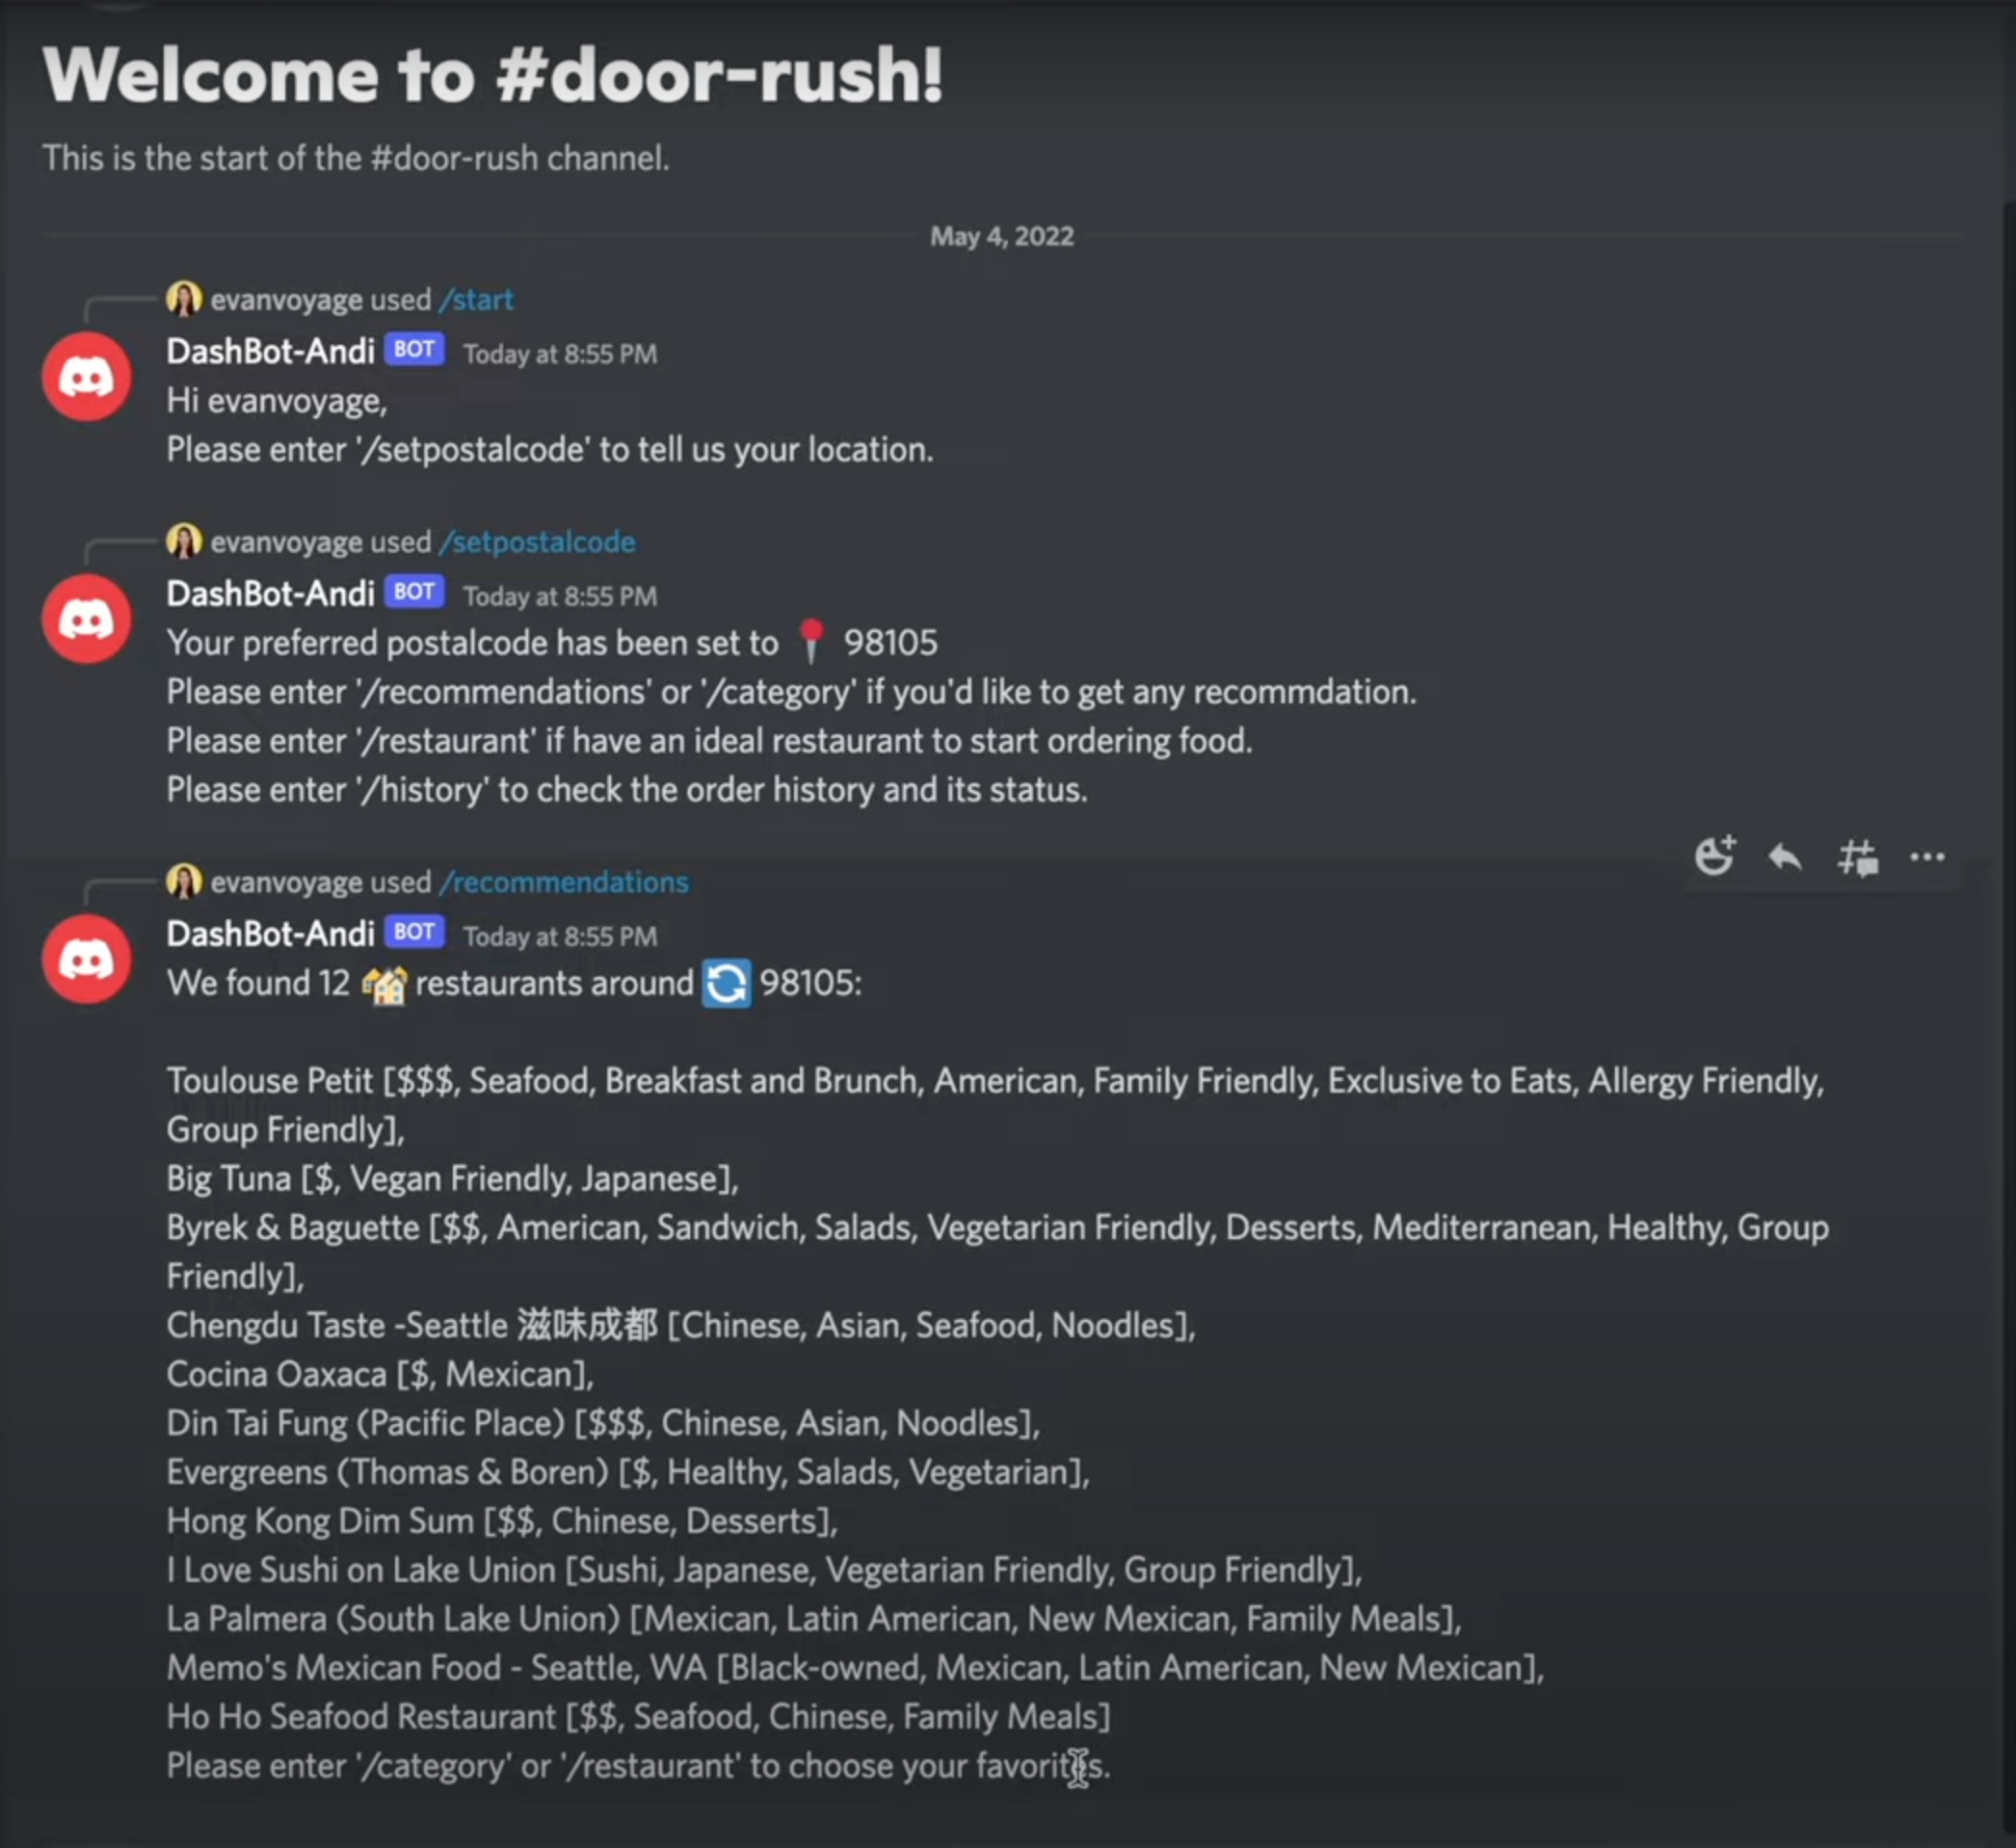 Welcome to #door-rush!
This is the start of the #door-rush channel.
May 4, 2022
evanvoyage used /start
DashBot-Andi BOT Today at 8:55 PM
Hi evanvoyage,
Please enter '/setpostalcode' to tell us your location.
evanvoyage used /setpostalcode
DashBot-Andi BOT Today at 8:55 PM
Your preferred postalcode has been set to 📍 98105
Please enter '/recommendations' or '/category' if you'd like to get any recommdation.
Please enter '/restaurant' if have an ideal restaurant to start ordering food.
Please enter '/history' to check the order history and its status.
evanvoyage used /recommendations
DashBot-Andi BOT Today at 8:55 PM
We found 12 🏘 restaurants around 🔄 98105:
Toulouse Petit [$$$, Seafood, Breakfast and Brunch, American, Family Friendly, Exclusive to Eats, Allergy Friendly,
Group Friendly],
Big Tuna [$, Vegan Friendly, Japanese],
Byrek & Baguette [$$, American, Sandwich, Salads, Vegetarian Friendly, Desserts, Mediterranean, Healthy, Group
Friendly],
Chengdu Taste -Seattle 滋味成都 [Chinese, Asian, Seafood, Noodles],
Cocina Oaxaca [$, Mexican],
Din Tai Fung (Pacific Place) [$$$, Chinese, Asian, Noodles],
Evergreens (Thomas & Boren) [$, Healthy, Salads, Vegetarian],
Hong Kong Dim Sum [$$, Chinese, Desserts],
I Love Sushi on Lake Union [Sushi, Japanese, Vegetarian Friendly, Group Friendly],
La Palmera (South Lake Union) [Mexican, Latin American, New Mexican, Family Meals],
Memo's Mexican Food - Seattle, WA [Black-owned, Mexican, Latin American, New Mexican],
Ho Ho Seafood Restaurant [$$, Seafood, Chinese, Family Meals]
Please enter '/category' or '/restaurant' to choose your favorites.